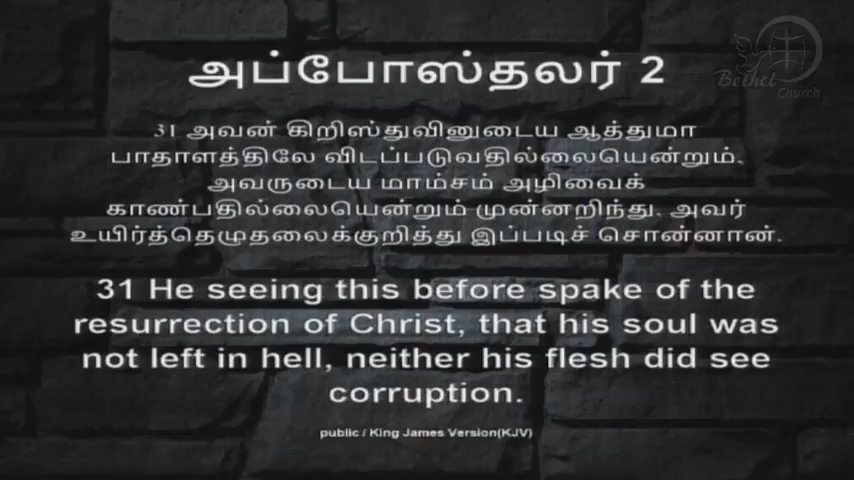 அப்போஸ்தலர் 2
Bethel
Church
31 அவன் கிறிஸ்துவினுடைய ஆத்துமா
பாதாளத்திலே விடப்படுவதில்லையென்றும்,
அவருடைய மாம்சம் அழிவைக்
காண்பதில்லையென்றும் முன்னறிந்து, அவர்
உயிர்த்தெழுதலைக்குறித்து இப்படிச் சொன்னான்.
31 He seeing this before spake of the
resurrection of Christ, that his soul was
not left in hell, neither his flesh did see
corruption.
public / King James Version(KJV)